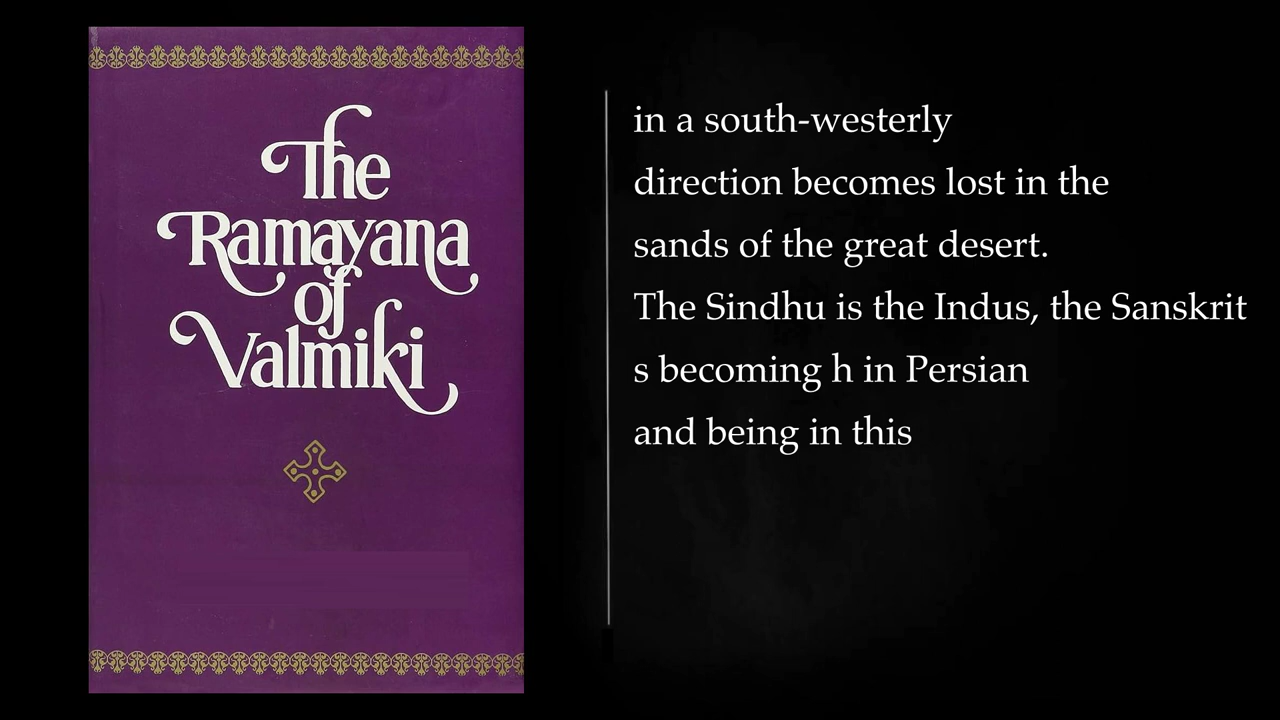 The
Ramayana
of
Valmiki
in a south-westerly
direction becomes lost in the
sands of the great desert.
The Sindhu is the Indus, the Sanskrit
s becoming h in Persian
and being in this